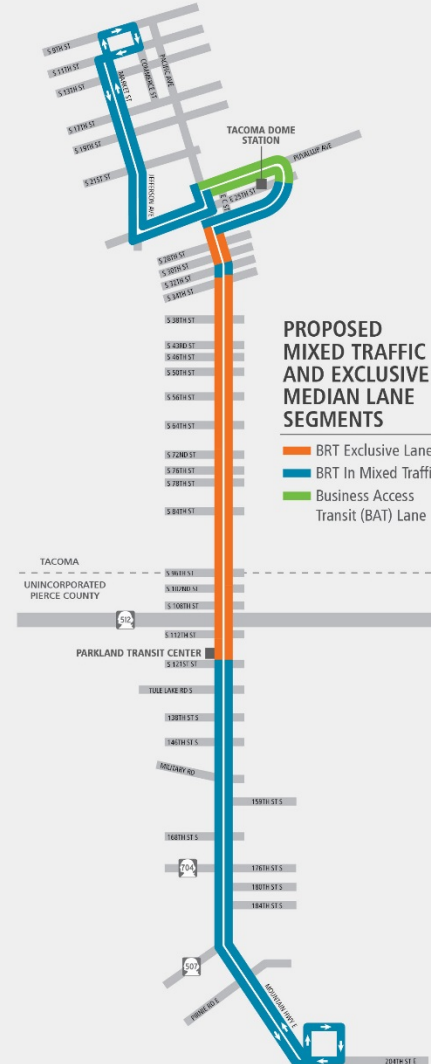 S 9TH ST
S 11TH ST
S 13TH ST
MARKET ST
COMMERCE ST
PACIFIC AVE
S 17TH ST
S 19TH ST
S 21ST ST
JEFFERSON AVE
TACOMA DOME
STATION
PUYALLUP AVE
E 25TH ST
E C ST
S 28TH ST
S 30TH ST
S 32TH ST
S 34TH ST
S 38TH ST
S 43RD ST
S 46TH ST
S 50TH ST
S 56TH ST
S 64TH ST
S 72ND ST
S 76TH ST
S 78TH ST
S 84TH ST
PROPOSED
MIXED TRAFFIC
AND EXCLUSIVE
MEDIAN LANE
SEGMENTS
BRT Exclusive Lane
BRT In Mixed Traffi
Business Access
Transit (BAT) Lane
TACOMA
UNINCORPORATED
PIERCE COUNTY
S 96TH ST
S 102ND ST
S 108TH ST
512
S 112TH ST
PARKLAND TRANSIT CENTER
S 121ST ST
TULE LAKE RD S
138TH ST S
146TH ST S
MILITARY RD
159TH ST S
168TH ST S
704
176TH ST S
180TH ST S
184TH ST S
507
PIRNIE RD E
MOUNTAIN HWY E
204TH ST E